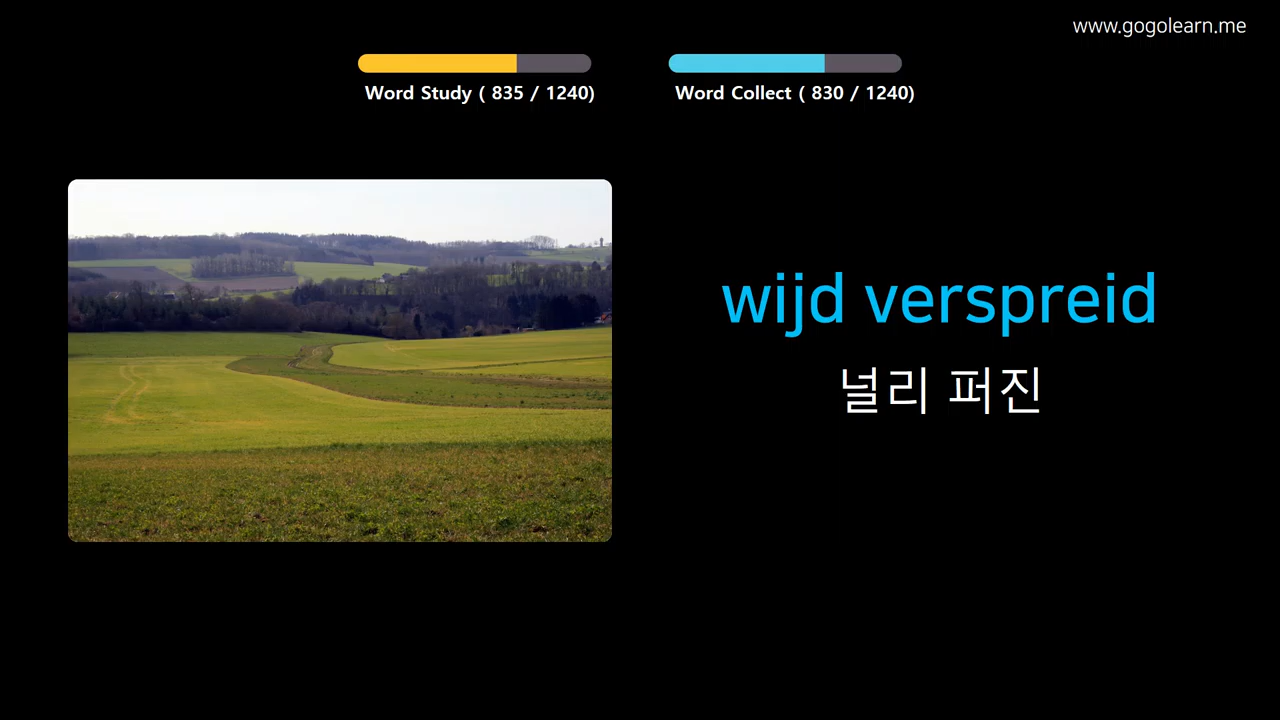 www.gogolearn.me
Word Study ( 835 / 1240)
Word Collect ( 830 / 1240)
wijd verspreid
널리 퍼진